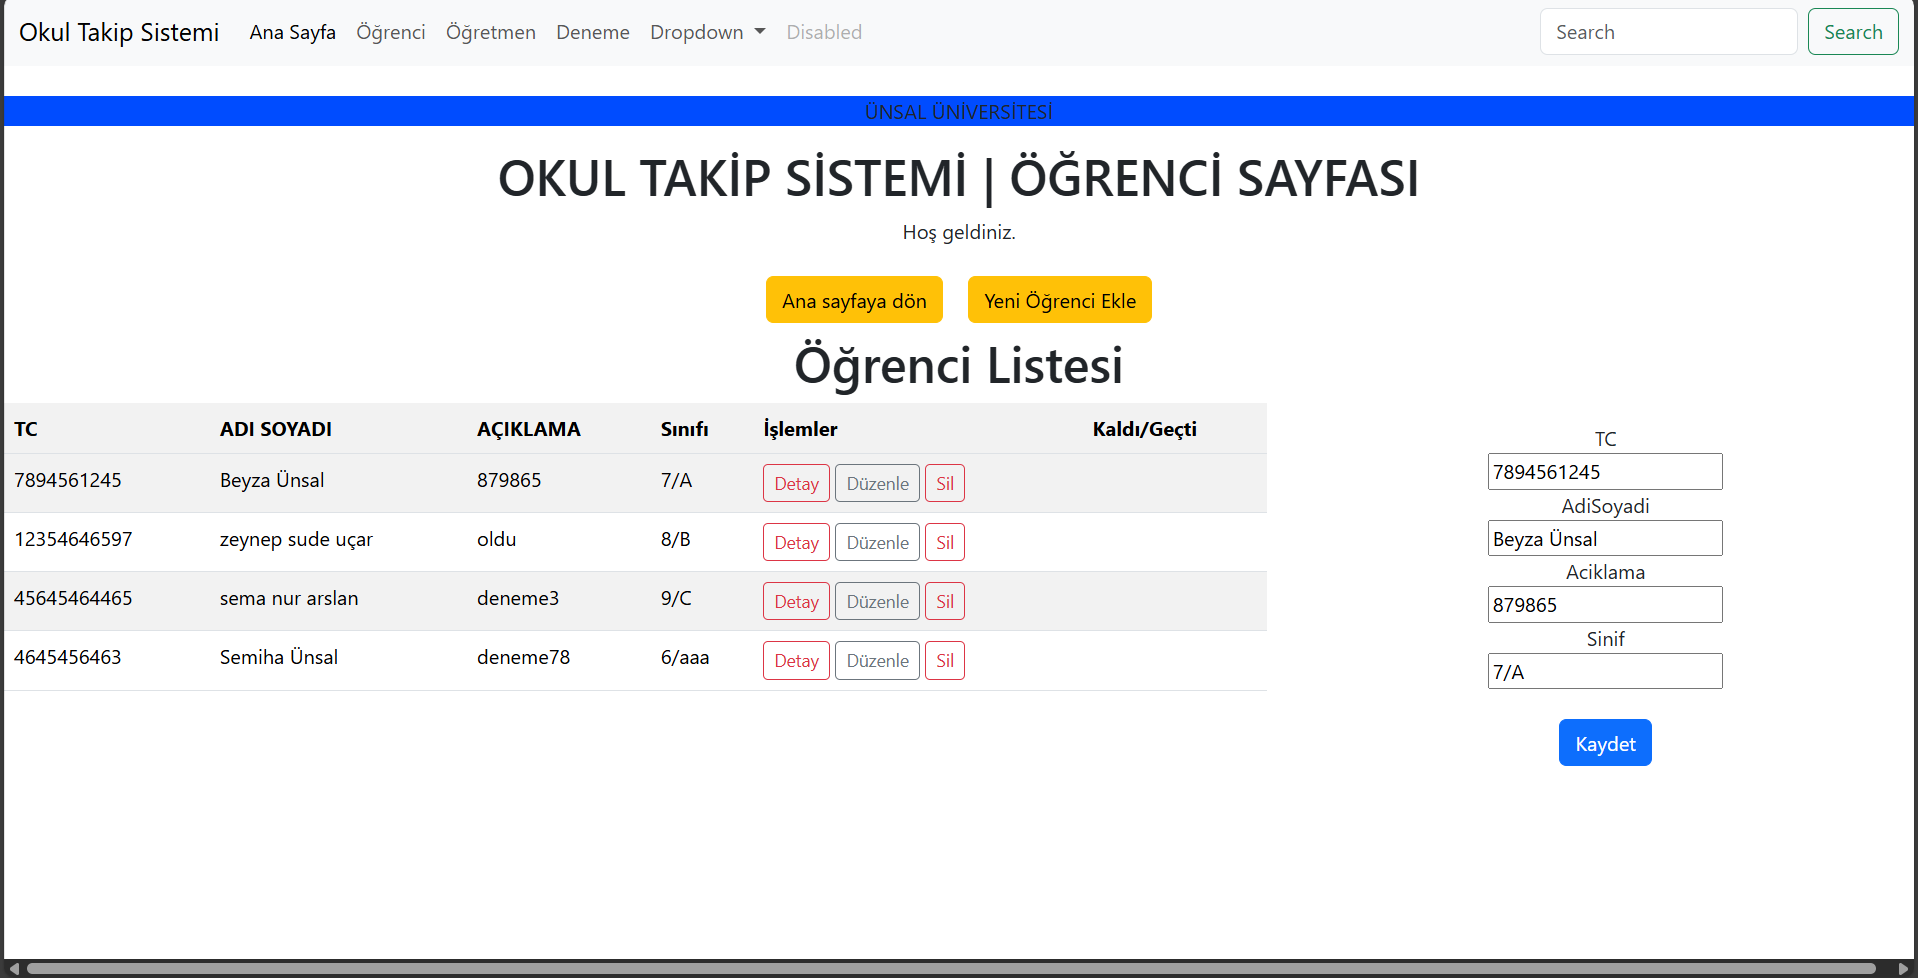 Okul Takip Sistemi Ana Sayfa Öğrenci Öğretmen Deneme Dropdown Disabled Search Search
ÜNSAL ÜNİVERSİTESİ
OKUL TAKİP SİSTEMİ | ÖĞRENCİ SAYFASI
Hoş geldiniz.
Ana sayfaya dön Yeni Öğrenci Ekle
Öğrenci Listesi
TC ADI SOYADI AÇIKLAMA Sınıfı İşlemler Kaldı/Geçti
7894561245 Beyza Ünsal 879865 7/A Detay Düzenle Sil
12354646597 zeynep sude uçar oldu 8/B Detay Düzenle Sil
45645464465 sema nur arslan deneme3 9/C Detay Düzenle Sil
4645456463 Semiha Ünsal deneme78 6/aaa Detay Düzenle Sil
TC
7894561245
AdiSoyadi
Beyza Ünsal
Aciklama
879865
Sinif
7/A
Kaydet